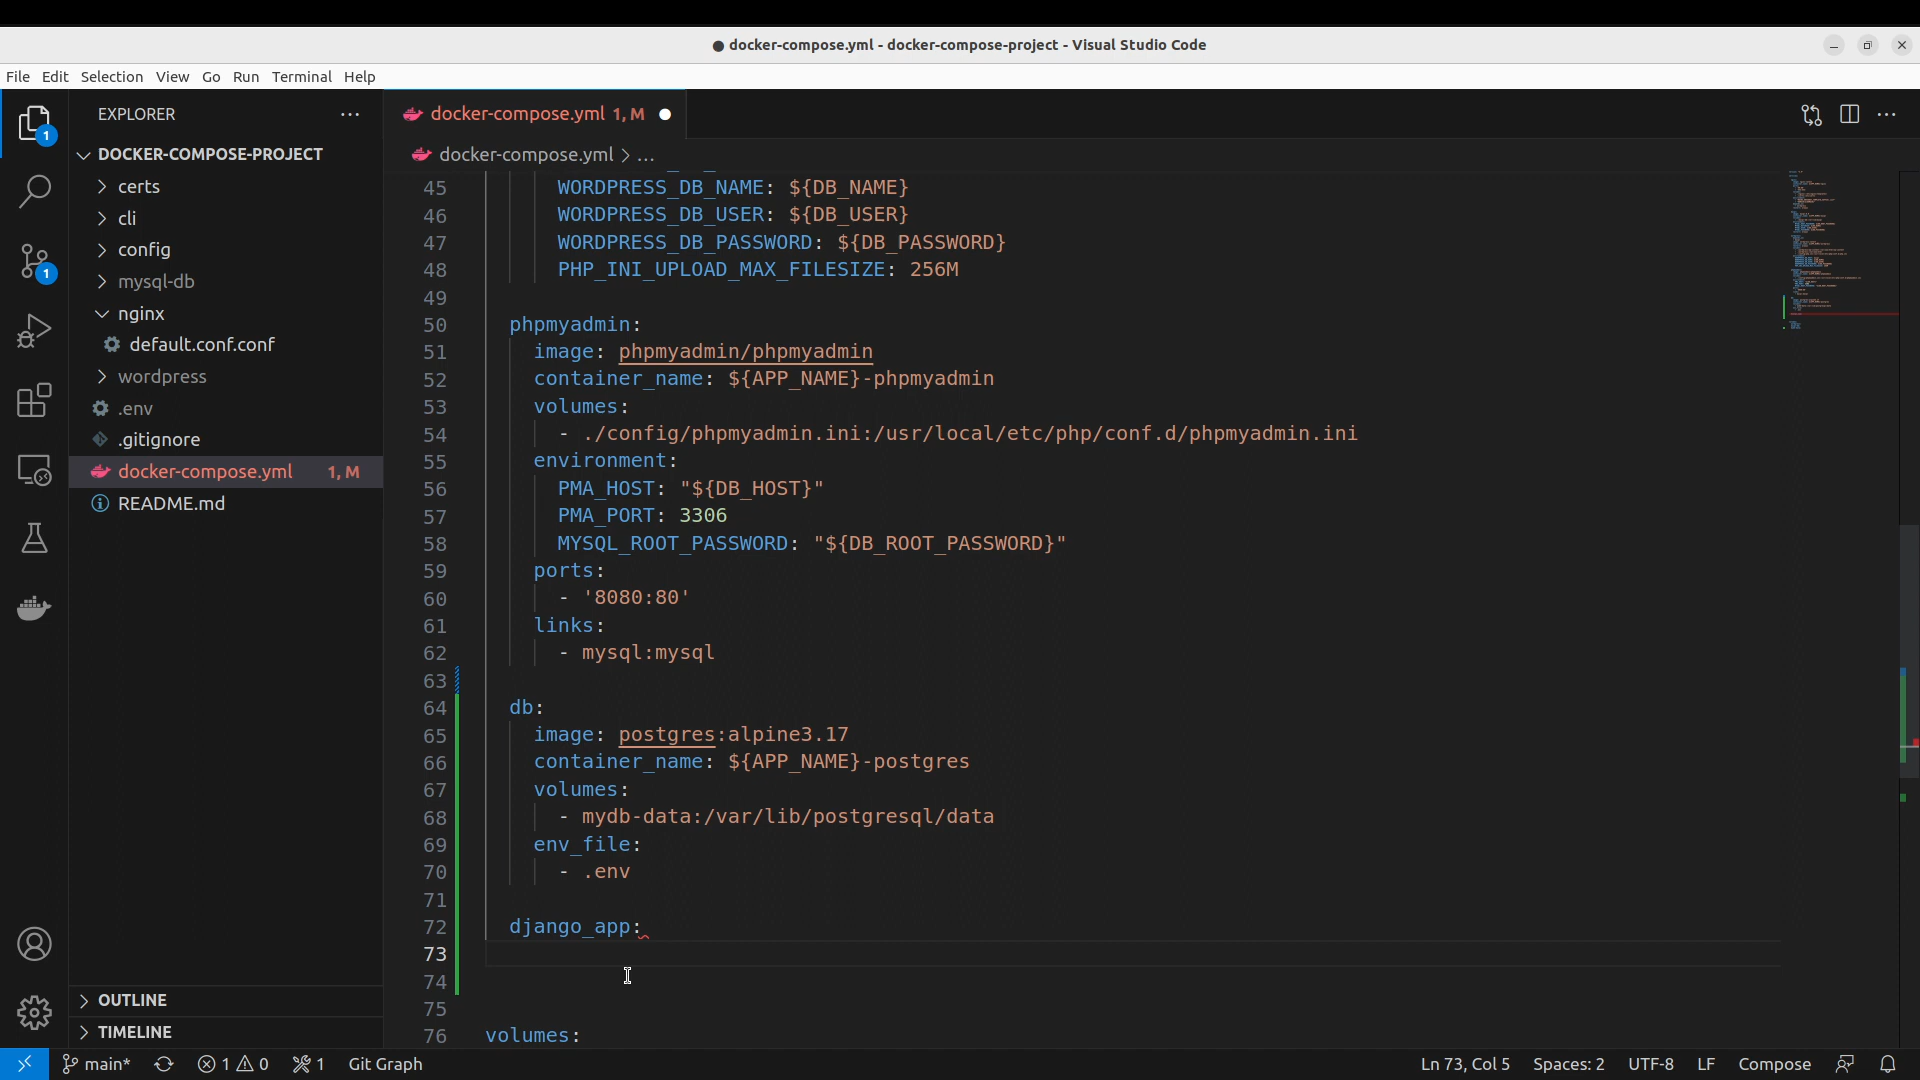 docker-compose.yml - docker-compose-project - Visual Studio Code
File Edit Selection View Go Run Terminal Help
EXPLORER
docker-compose.yml 1, M
DOCKER-COMPOSE-PROJECT
docker-compose.yml > ...
certs
cli
config
mysql-db
nginx
default.conf.conf
wordpress
.env
.gitignore
docker-compose.yml 1, M
README.md
OUTLINE
TIMELINE
1
1
45 WORDPRESS_DB_NAME: ${DB_NAME}
46 WORDPRESS_DB_USER: ${DB_USER}
47 WORDPRESS_DB_PASSWORD: ${DB_PASSWORD}
48 PHP_INI_UPLOAD_MAX_FILESIZE: 256M
49
50 phpmyadmin:
51 image: phpmyadmin/phpmyadmin
52 container_name: ${APP_NAME}-phpmyadmin
53 volumes:
54 - ./config/phpmyadmin.ini:/usr/local/etc/php/conf.d/phpmyadmin.ini
55 environment:
56 PMA_HOST: "${DB_HOST}"
57 PMA_PORT: 3306
58 MYSQL_ROOT_PASSWORD: "${DB_ROOT_PASSWORD}"
59 ports:
60 - '8080:80'
61 links:
62 - mysql:mysql
63
64 db:
65 image: postgres:alpine3.17
66 container_name: ${APP_NAME}-postgres
67 volumes:
68 - mydb-data:/var/lib/postgresql/data
69 env_file:
70 - .env
71
72 django_app:
73
74
75
76 volumes:
main* 1 0 1 Git Graph Ln 73, Col 5 Spaces: 2 UTF-8 LF Compose